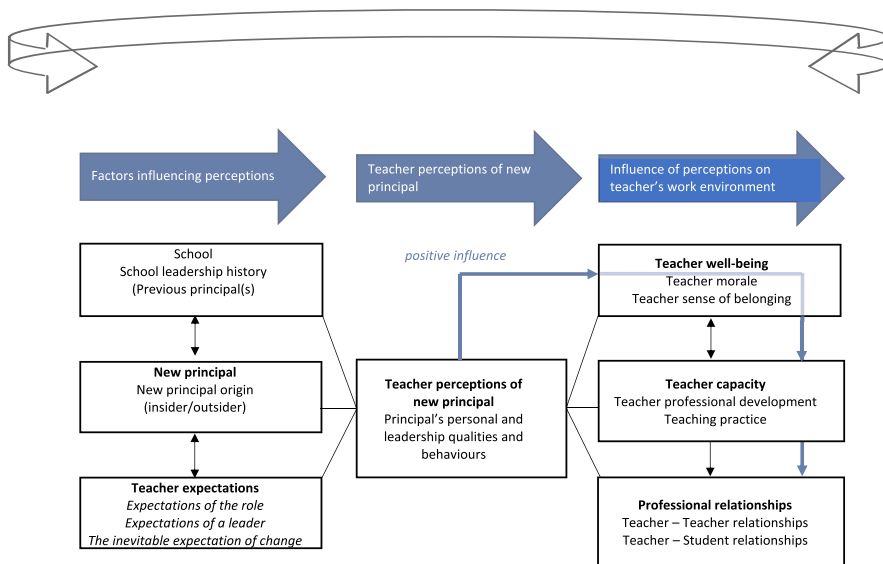 Factors influencing perceptions
Teacher perceptions of new
principal
Influence of perceptions on
teacher's work environment
School
School leadership history
(Previous principal(s)
New principal
New principal origin
(insider/outsider)
Teacher expectations
Expectations of the role
Expectations of a leader
The inevitable expectation of change
positive influence
Teacher perceptions of
new principal
Principal's personal and
leadership qualities and
behaviours
Teacher well-being
Teacher morale
Teacher sense of belonging
Teacher capacity
Teacher professional development
Teaching practice
Professional relationships
Teacher – Teacher relationships
Teacher – Student relationships